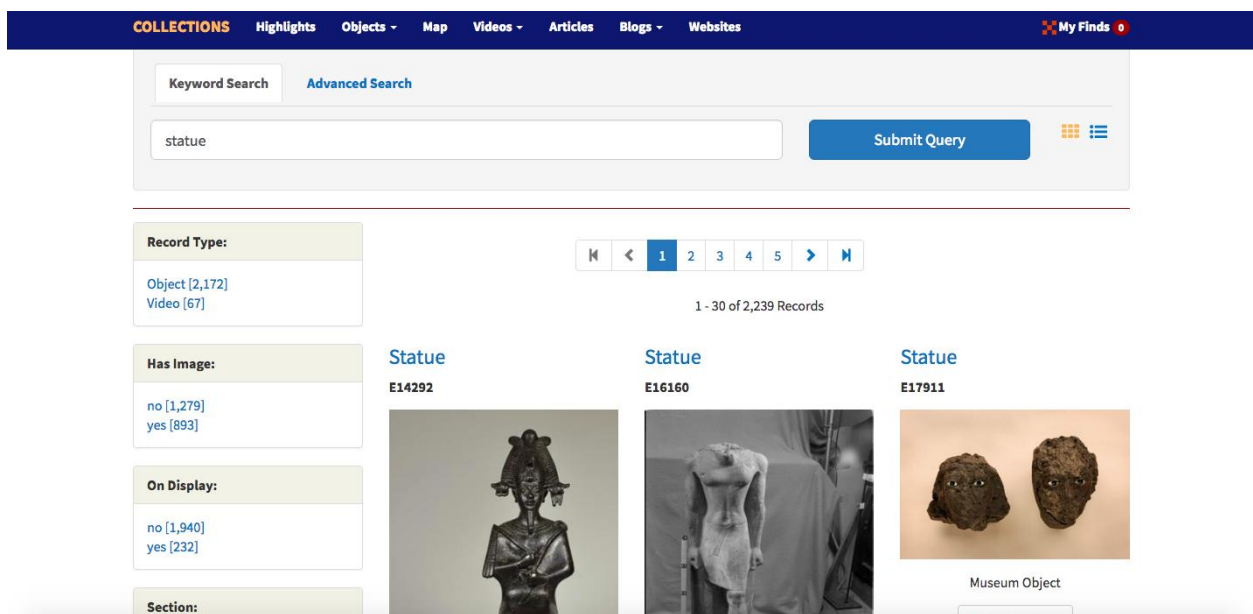 COLLECTIONS Highlights Objects Map Videos Articles Blogs Websites My Finds 0
Keyword Search Advanced Search
statue Submit Query
Record Type:
Object [2,172]
Video [67]
1 2 3 4 5
1 - 30 of 2,239 Records
Has Image:
no [1,279]
yes [893]
On Display:
no [1,940]
yes [232]
Section:
Statue
E14292
Statue
E16160
Statue
E17911
Museum Object